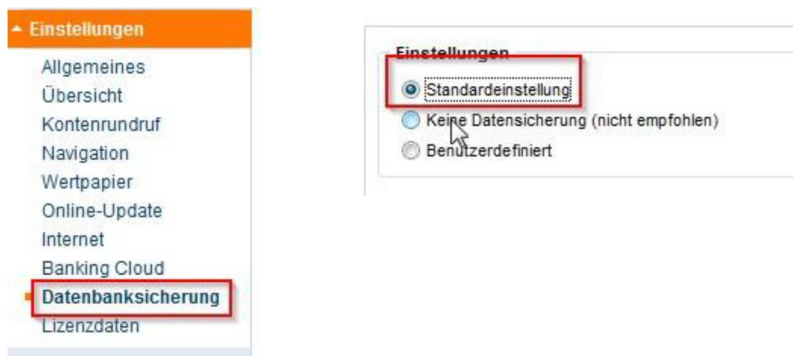 Einstellungen
Allgemeines
Übersicht
Kontenrundruf
Navigation
Wertpapier
Online-Update
Internet
Banking Cloud
Datenbanksicherung
Lizenzdaten
Einstellungen
Standardeinstellung
Keine Datensicherung (nicht empfohlen)
Benutzerdefiniert